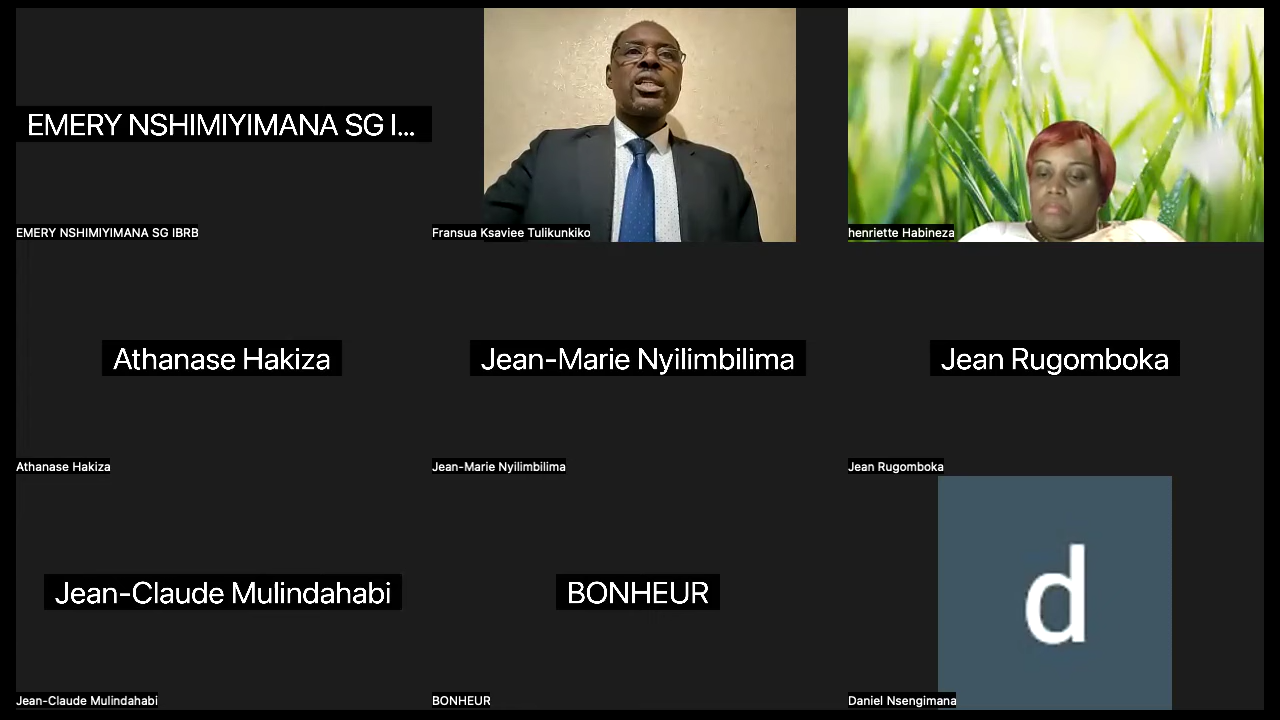 EMERY NSHIMIYIMANA SG I...
EMERY NSHIMIYIMANA SG IBRB
Fransua Ksaviee Tulikunkiko
henriette Habineza
Athanase Hakiza
Jean-Marie Nyilimbilima
Jean Rugomboka
Athanase Hakiza
Jean-Marie Nyilimbilima
Jean Rugomboka
Jean-Claude Mulindahabi
BONHEUR
d
Jean-Claude Mulindahabi
BONHEUR
Daniel Nsengimana